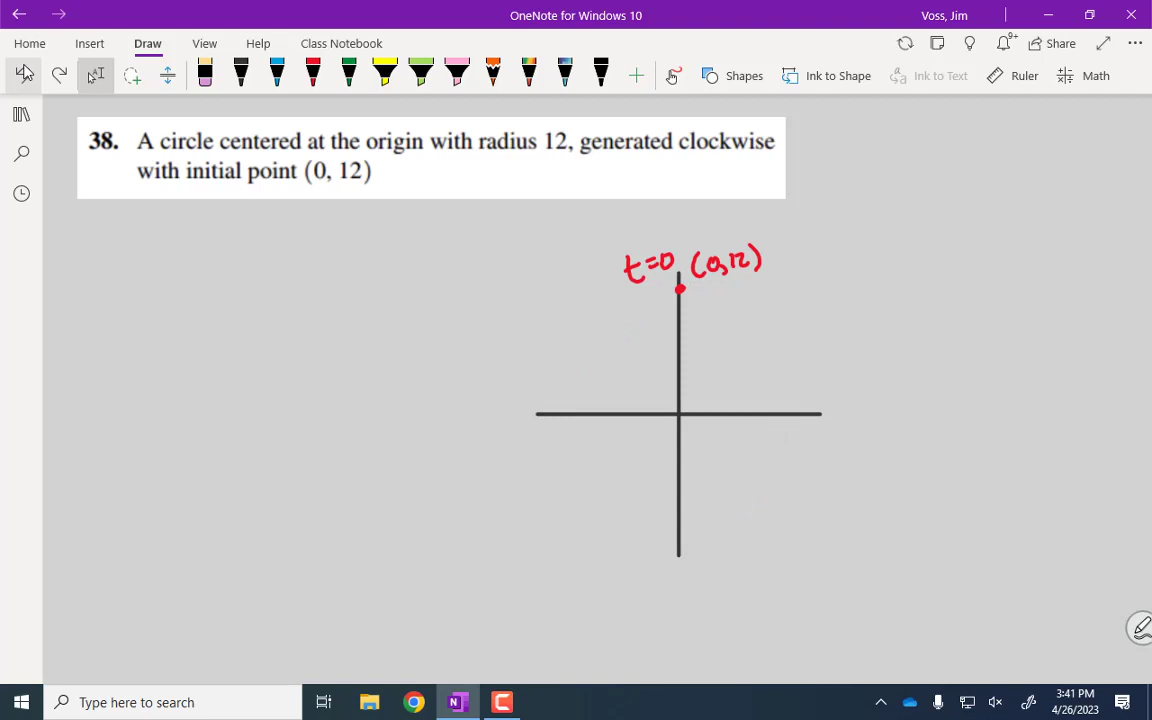 OneNote for Windows 10
Voss, Jim
Home Insert Draw View Help Class Notebook
9+
Share
Shapes Ink to Shape Ink to Text Ruler Math
38. A circle centered at the origin with radius 12, generated clockwise
with initial point (0, 12)
t=0 (0,12)
Type here to search
3:41 PM
4/26/2023